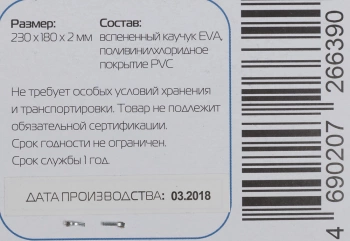 Размер:
230 x 180 x 2 мм
Состав:
вспененный каучук EVA,
поливинилхлоридное
покрытие PVC
Не требует особых условий хранения
и транспортировки. Товар не подлежит
обязательной сертификации.
Срок годности не ограничен.
Срок службы 1 год.
ДАТА ПРОИЗВОДСТВА: 03.2018
4 690207 266390